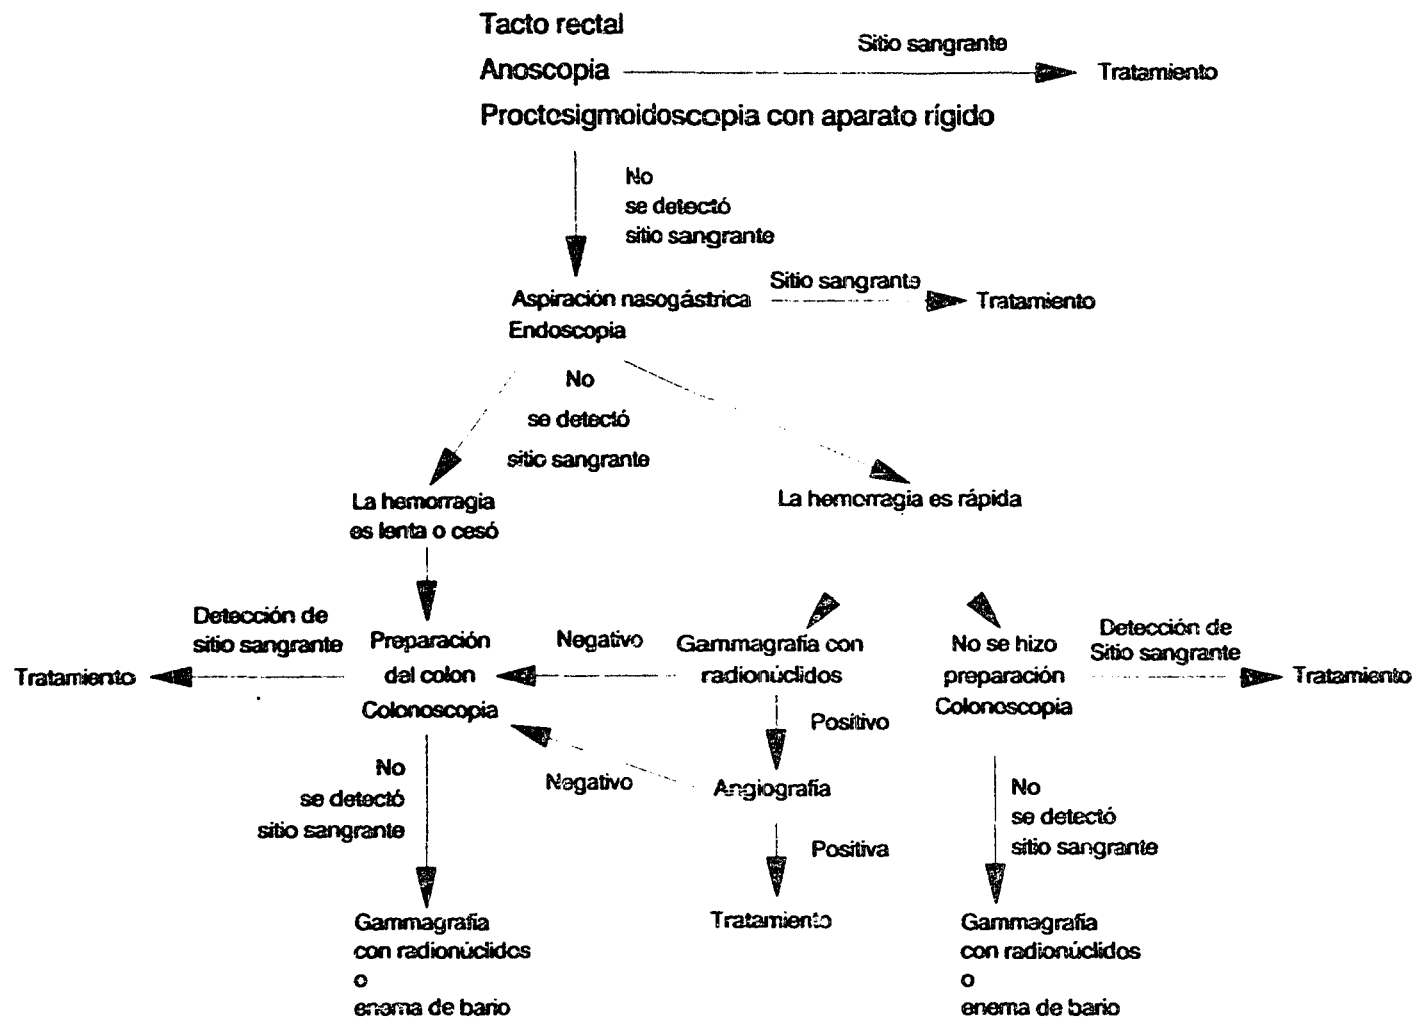 Tacto rectal
Sitio sangrante
Anoscopia
Tratamiento
Proctosigmoidoscopia con aparato rígido
No
se detectó
sitio sangrante
Sitio sangrante
Aspiración nasogástrica
Tratamiento
Endoscopia
No
se detectó
sitio sangrante
La hemorragia
es lenta o cesó
La hemorragia es rápida
Detección de
sitio sangrante
Tratamiento
Preparación
del colon
Colonoscopia
Negativo
Gammagrafía con
radionúclidos
No se hizo
preparación
Colonoscopia
Detección de
Sitio sangrante
Tratamiento
Positivo
No
se detectó
sitio sangrante
Negativo
Angiografía
No
se detectó
sitio sangrante
Positiva
Gammagrafía
con radionúclidos
o
enema de bario
Tratamiento
Gammagrafía
con radionúclidos
o
enema de bario